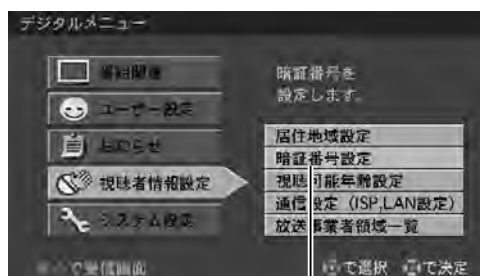 デジタルメニュー
番組関連
ユーザー設定
お知らせ
視聴者情報設定
システム設定
暗証番号を
設定します。
居住地域設定
暗証番号設定
視聴可能年齢設定
通信設定(ISP,LAN設定)
放送事業者領域一覧
で受信画面
で選択 で決定